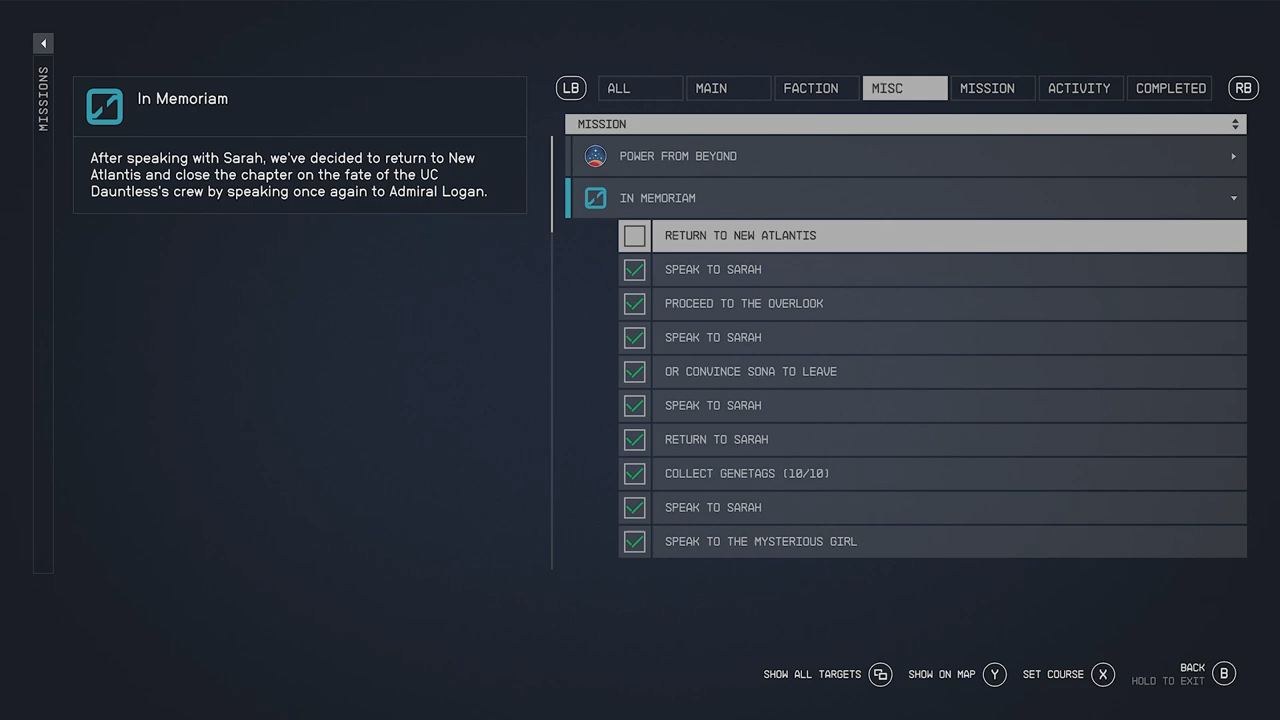 MISSIONS
In Memoriam
After speaking with Sarah, we've decided to return to New
Atlantis and close the chapter on the fate of the UC
Dauntless's crew by speaking once again to Admiral Logan.
LB ALL MAIN FACTION MISC MISSION ACTIVITY COMPLETED RB
MISSION
POWER FROM BEYOND
IN MEMORIAM
RETURN TO NEW ATLANTIS
SPEAK TO SARAH
PROCEED TO THE OVERLOOK
SPEAK TO SARAH
OR CONVINCE SONA TO LEAVE
SPEAK TO SARAH
RETURN TO SARAH
COLLECT GENETAGS (10/10)
SPEAK TO SARAH
SPEAK TO THE MYSTERIOUS GIRL
SHOW ALL TARGETS SHOW ON MAP Y SET COURSE X BACK B
HOLD TO EXIT